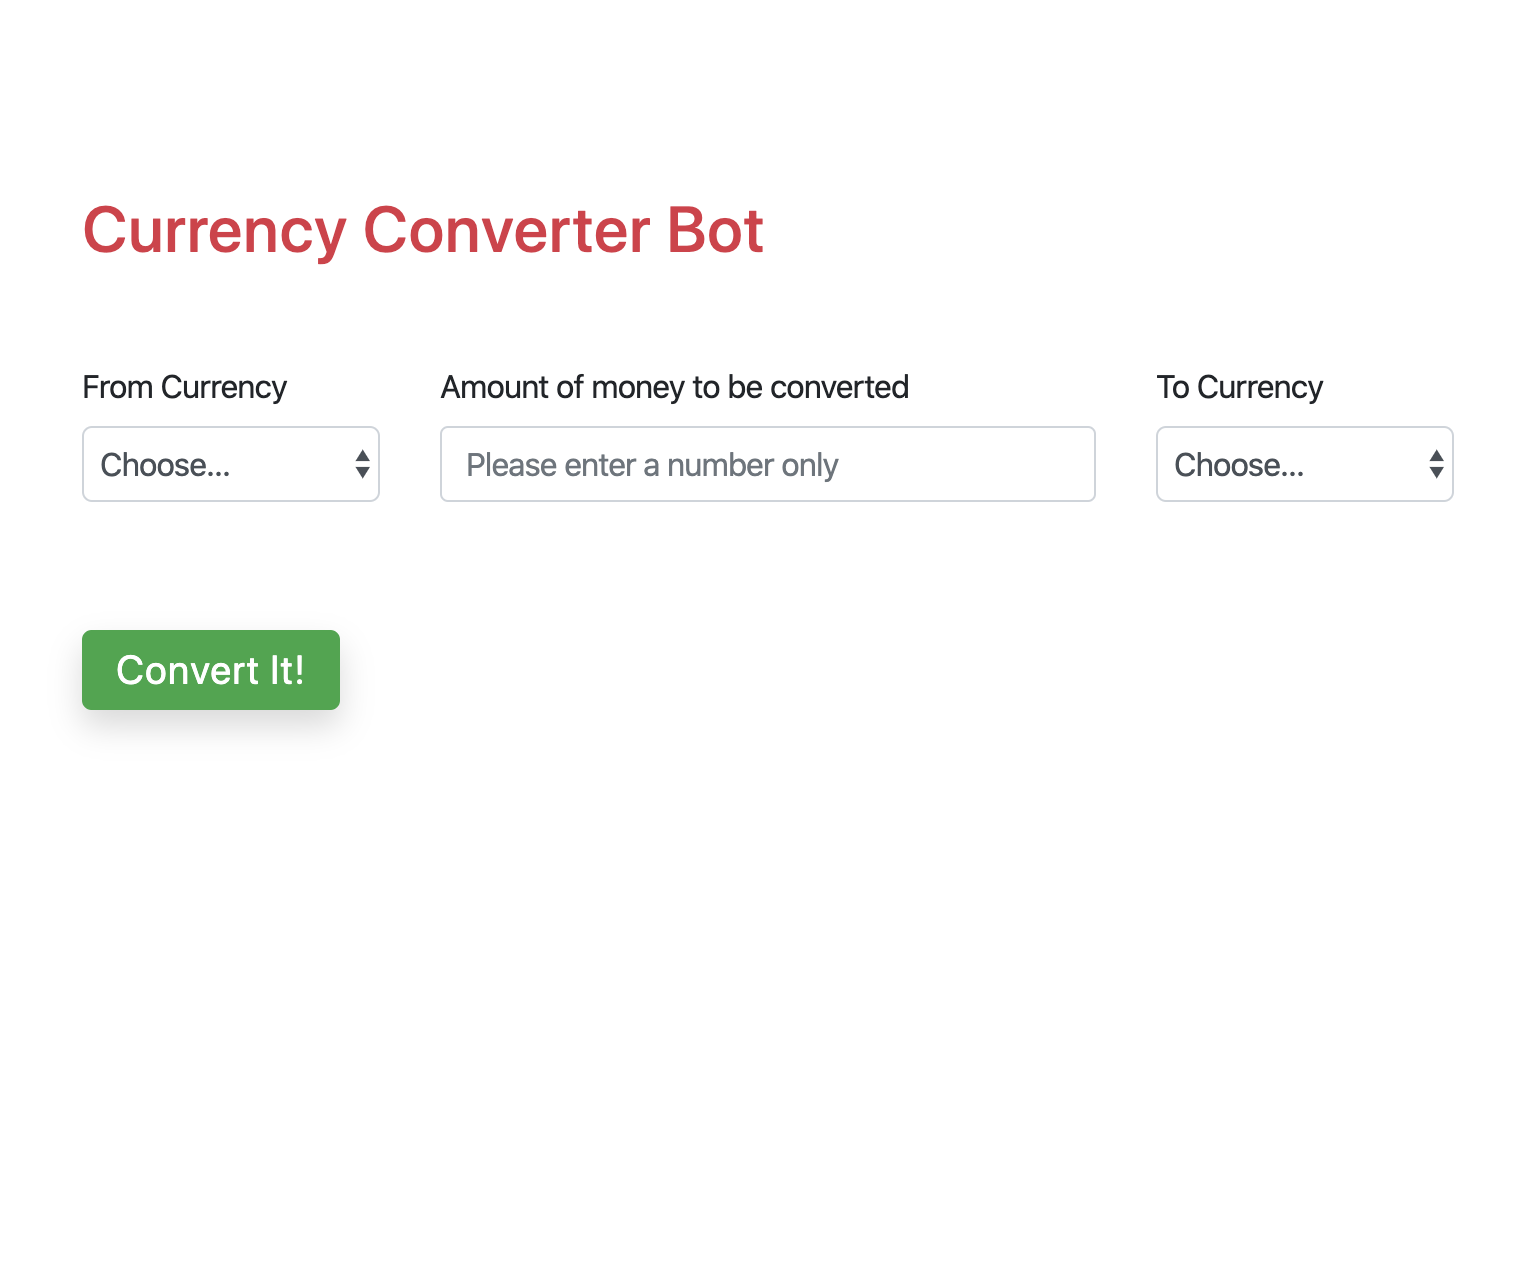 Currency Converter Bot
From Currency
Amount of money to be converted
To Currency
Choose...
Please enter a number only
Choose...
Convert It!